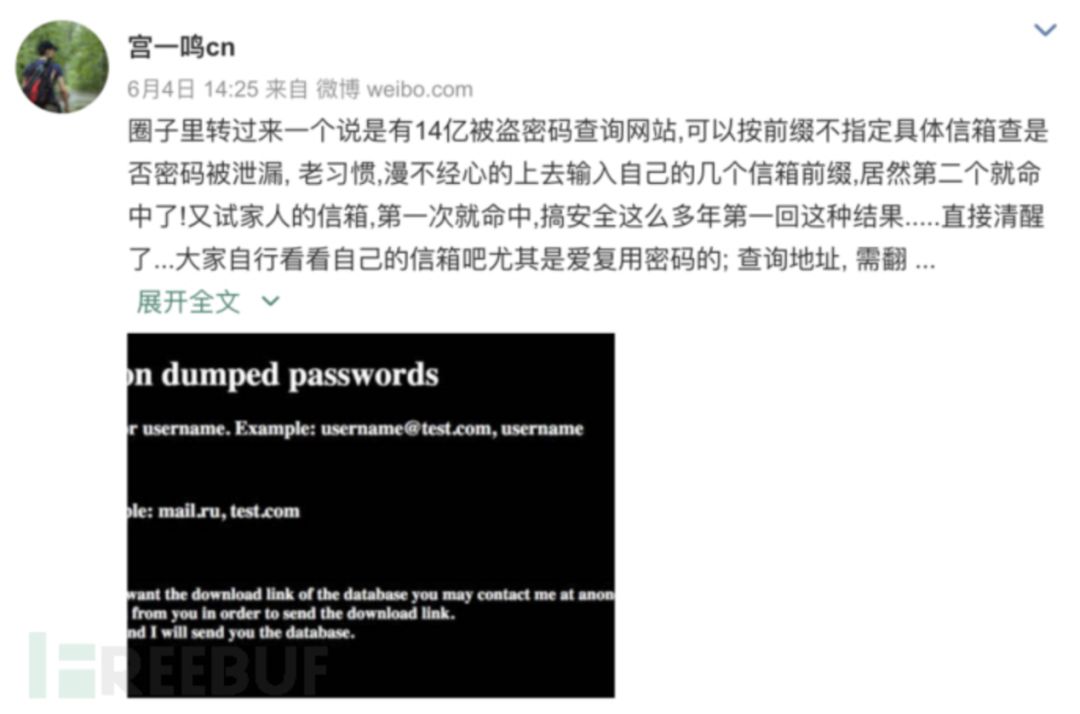 宫一鸣cn
6月4日 14:25 来自 微博 weibo.com
圈子里转过来一个说是有14亿被盗密码查询网站,可以按前缀不指定具体信箱查是
否密码被泄漏, 老习惯,漫不经心的上去输入自己的几个信箱前缀,居然第二个就命
中了!又试家人的信箱,第一次就命中,搞安全这么多年第一回这种结果.....直接清醒
了...大家自行看看自己的信箱吧尤其是爱复用密码的; 查询地址, 需翻 ...
展开全文
on dumped passwords
r username. Example: username@test.com, username
ple: mail.ru, test.com
want the download link of the database you may contact me at anon
from you in order to send the download link.
nd I will send you the database.
FREEBUF